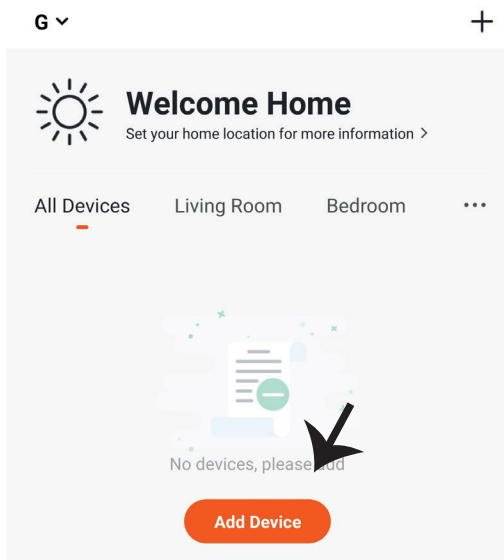 G
Welcome Home
Set your home location for more information >
All Devices Living Room Bedroom ...
No devices, please add
Add Device